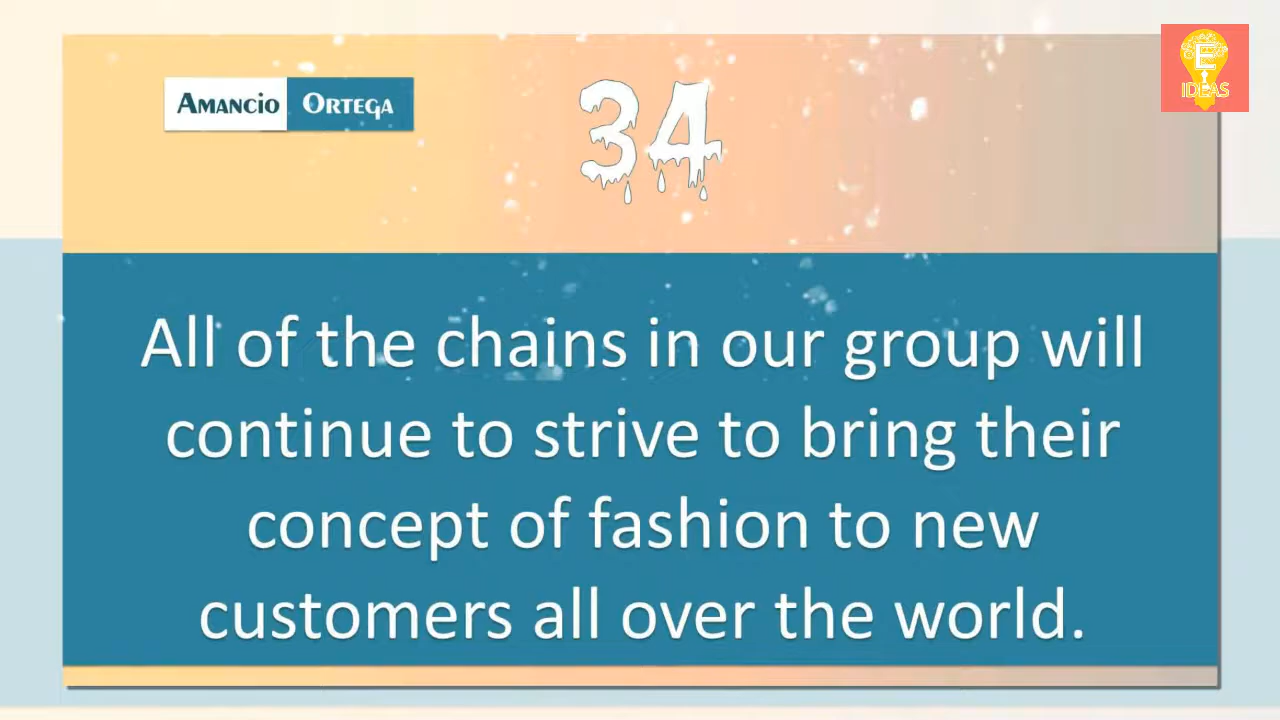 Amancio Ortega
34
E
IDEAS
All of the chains in our group will
continue to strive to bring their
concept of fashion to new
customers all over the world.